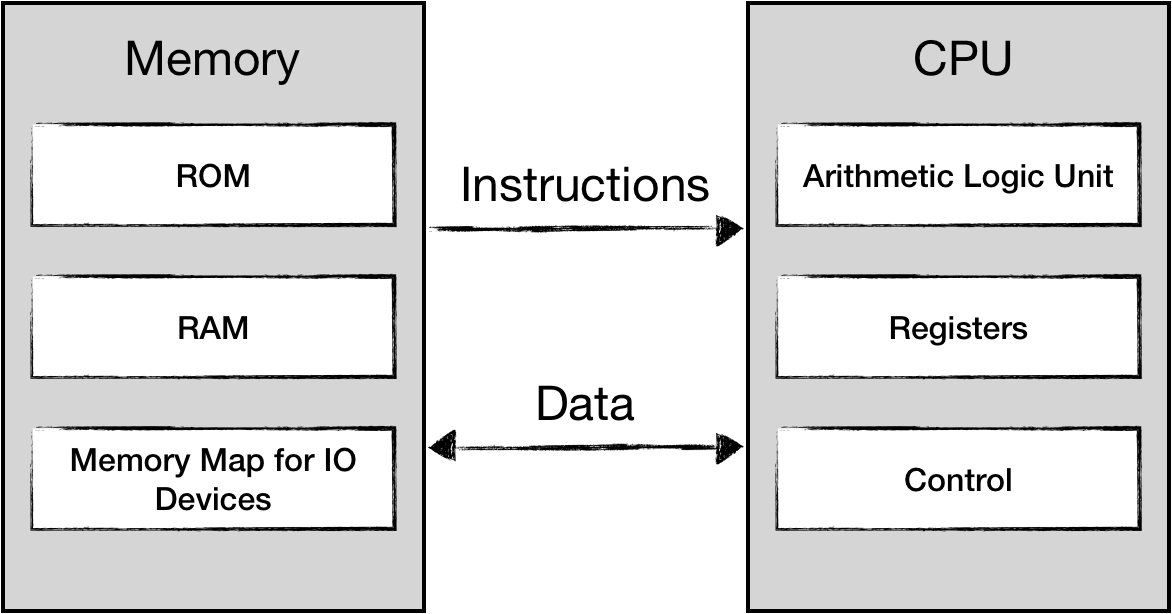 Memory
ROM
RAM
Memory Map for IO
Devices
Instructions
Data
CPU
Arithmetic Logic Unit
Registers
Control